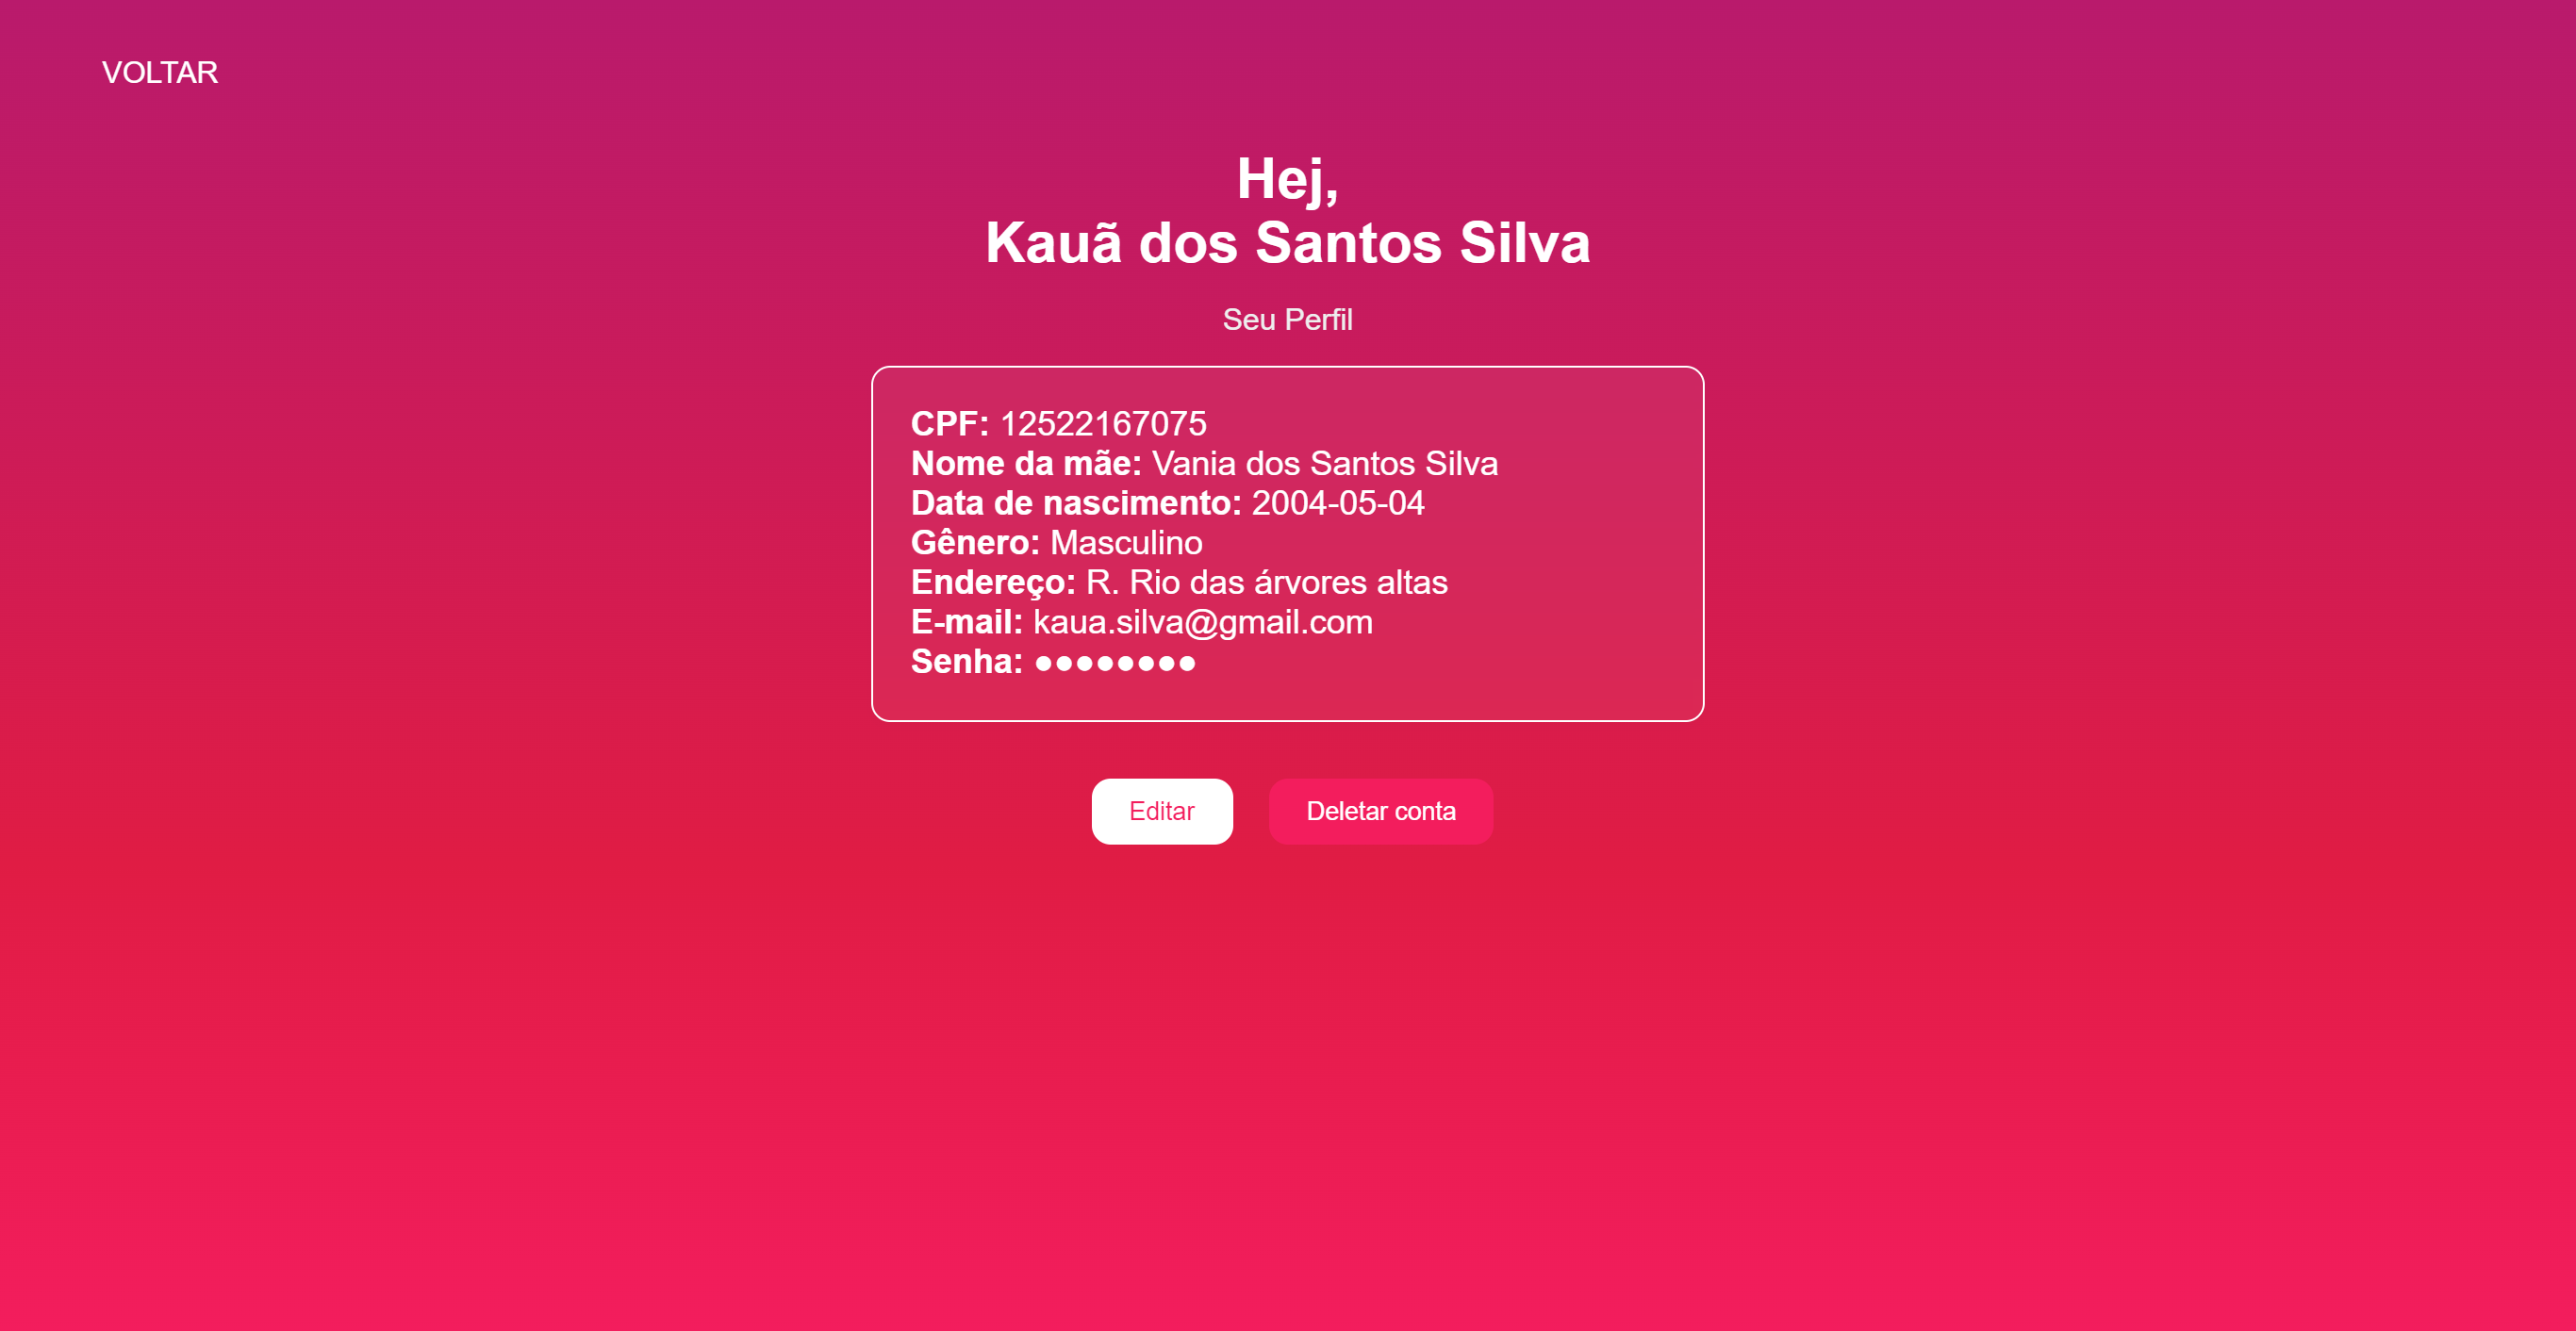 VOLTAR
Hej,
Kauã dos Santos Silva
Seu Perfil
CPF: 12522167075
Nome da mãe: Vania dos Santos Silva
Data de nascimento: 2004-05-04
Gênero: Masculino
Endereço: R. Rio das árvores altas
E-mail: kaua.silva@gmail.com
Senha: ●●●●●●●●
Editar
Deletar conta